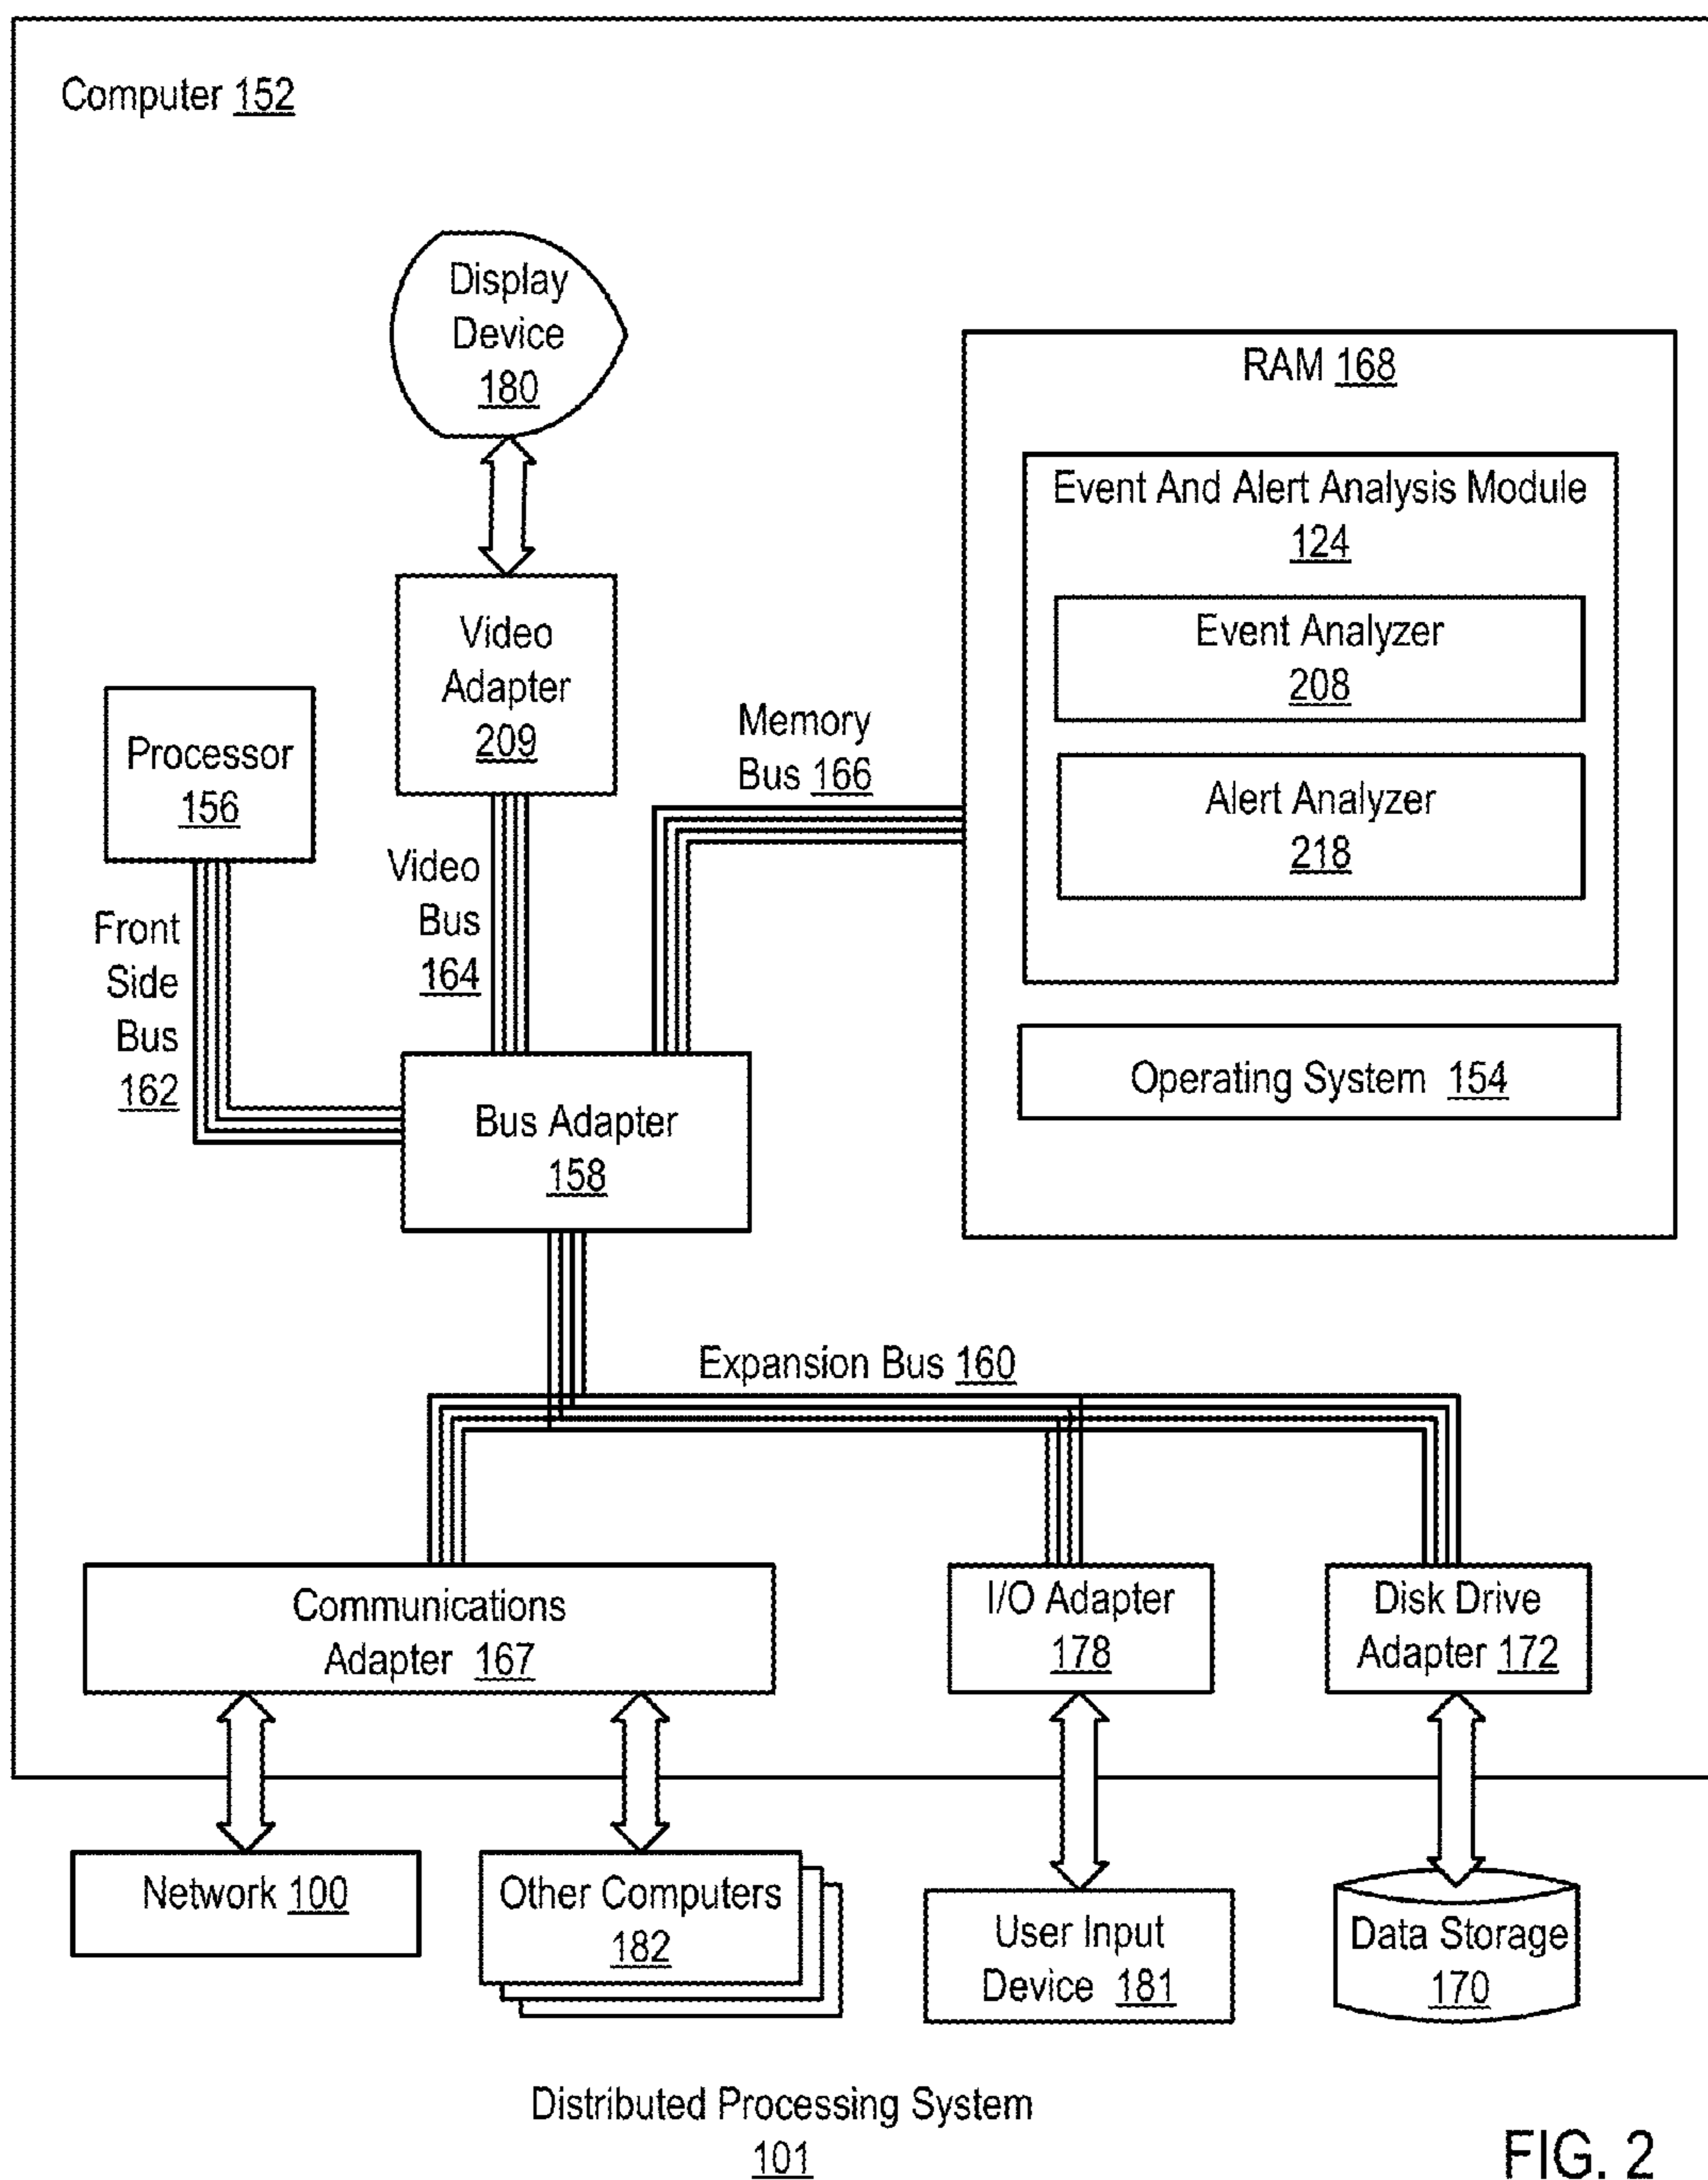 Computer 152
Display
Device
180
RAM 168
Event And Alert Analysis Module
124
Event Analyzer
208
Alert Analyzer
218
Operating System 154
Video
Adapter
209
Processor
156
Memory
Bus 166
Video
Bus
164
Front
Side
Bus
162
Bus Adapter
158
Expansion Bus 160
Communications
Adapter 167
I/O Adapter
178
Disk Drive
Adapter 172
Network 100
Other Computers
182
User Input
Device 181
Data Storage
170
Distributed Processing System
101
FIG. 2